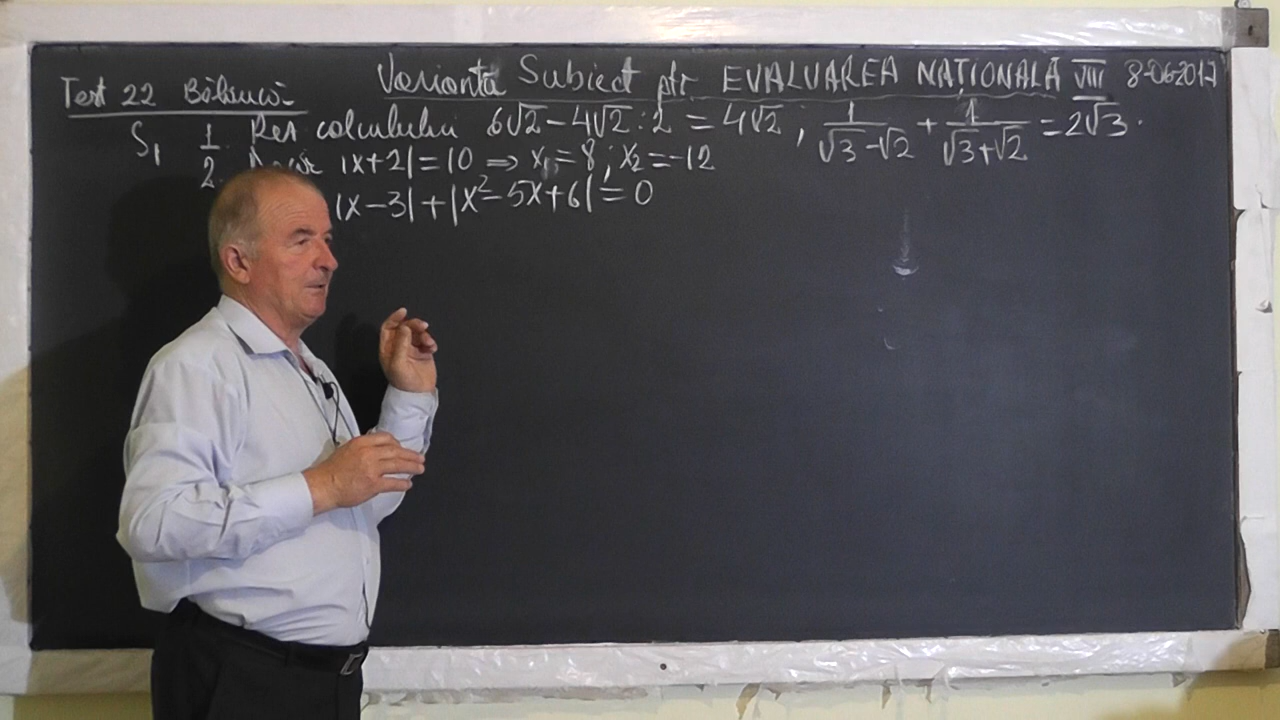 Test 22 Varianta Subiect ptr EVALUAREA NAȚIONALĂ VIII 8-06-2017
S₁ 1. Rez calculului 6√2 − 4√2 : 2 = 4√2 ; 1/(√3−√2) + 1/(√3+√2) = 2√3.
2. |x+2| = 10 ⇒ x₁ = 8 ; x₂ = −12
|x−3| + |x²−5x+6| = 0